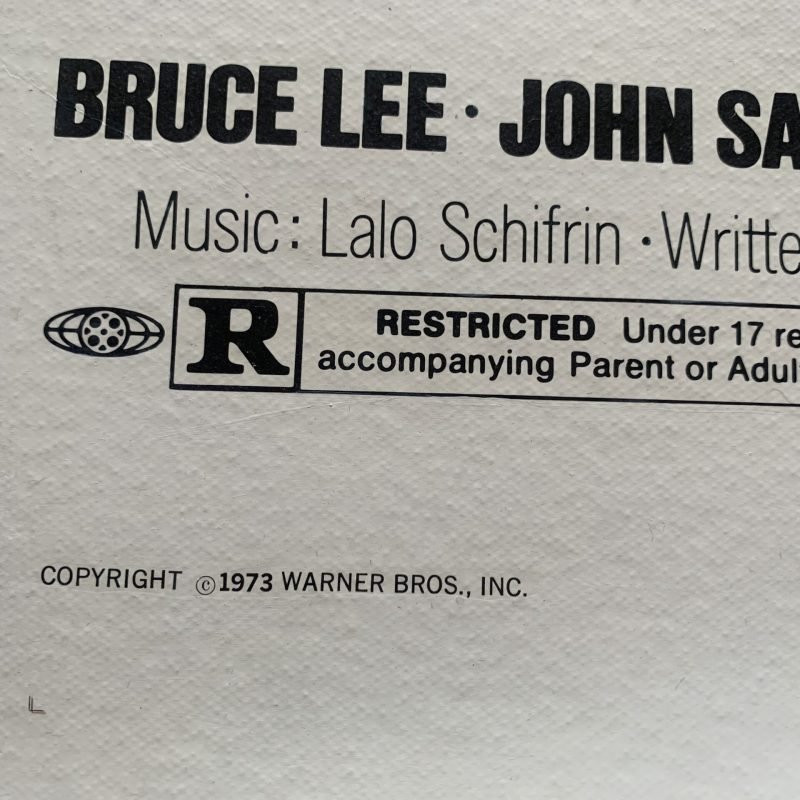 BRUCE LEE · JOHN SA
Music: Lalo Schifrin · Writte
R
RESTRICTED Under 17 re
accompanying Parent or Adul
COPYRIGHT ©1973 WARNER BROS., INC.